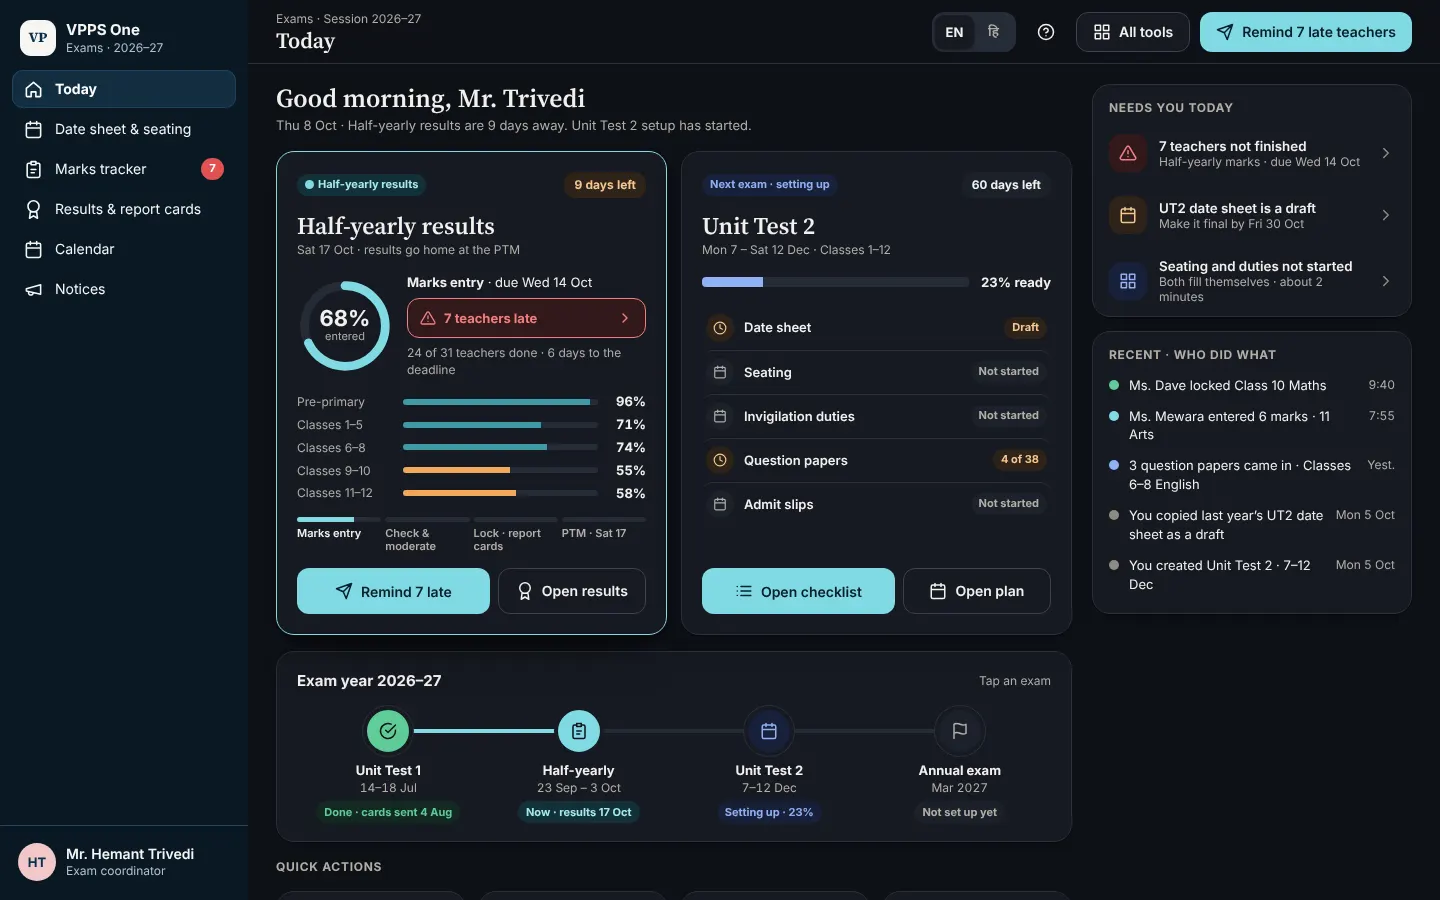 VP
VPPS One
Exams · 2026–27
Today
Date sheet & seating
Marks tracker
7
Results & report cards
Calendar
Notices
HT
Mr. Hemant Trivedi
Exam coordinator
Exams · Session 2026–27
Today
EN
हि
All tools
Remind 7 late teachers
Good morning, Mr. Trivedi
Thu 8 Oct · Half-yearly results are 9 days away. Unit Test 2 setup has started.
Half-yearly results
9 days left
Half-yearly results
Sat 17 Oct · results go home at the PTM
68%
entered
Marks entry · due Wed 14 Oct
7 teachers late
24 of 31 teachers done · 6 days to the
deadline
Pre-primary 96%
Classes 1–5 71%
Classes 6–8 74%
Classes 9–10 55%
Classes 11–12 58%
Marks entry
Check &
moderate
Lock · report
cards
PTM · Sat 17
Remind 7 late
Open results
Next exam · setting up
60 days left
Unit Test 2
Mon 7 – Sat 12 Dec · Classes 1–12
23% ready
Date sheet Draft
Seating Not started
Invigilation duties Not started
Question papers 4 of 38
Admit slips Not started
Open checklist
Open plan
Exam year 2026–27
Tap an exam
Unit Test 1
14–18 Jul
Done · cards sent 4 Aug
Half-yearly
23 Sep – 3 Oct
Now · results 17 Oct
Unit Test 2
7–12 Dec
Setting up · 23%
Annual exam
Mar 2027
Not set up yet
QUICK ACTIONS
NEEDS YOU TODAY
7 teachers not finished
Half-yearly marks · due Wed 14 Oct
UT2 date sheet is a draft
Make it final by Fri 30 Oct
Seating and duties not started
Both fill themselves · about 2
minutes
RECENT · WHO DID WHAT
Ms. Dave locked Class 10 Maths 9:40
Ms. Mewara entered 6 marks · 11 7:55
Arts
3 question papers came in · Classes Yest.
6–8 English
You copied last year’s UT2 date Mon 5 Oct
sheet as a draft
You created Unit Test 2 · 7–12 Mon 5 Oct
Dec